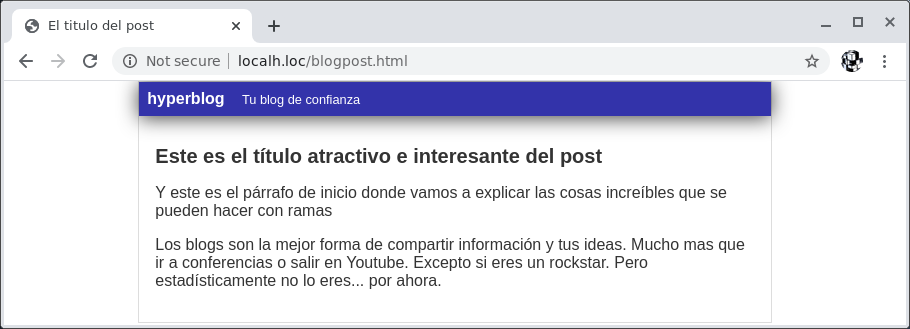 El titulo del post
Not secure localh.loc/blogpost.html
hyperblog Tu blog de confianza
Este es el título atractivo e interesante del post
Y este es el párrafo de inicio donde vamos a explicar las cosas increíbles que se
pueden hacer con ramas
Los blogs son la mejor forma de compartir información y tus ideas. Mucho mas que
ir a conferencias o salir en Youtube. Excepto si eres un rockstar. Pero
estadísticamente no lo eres... por ahora.